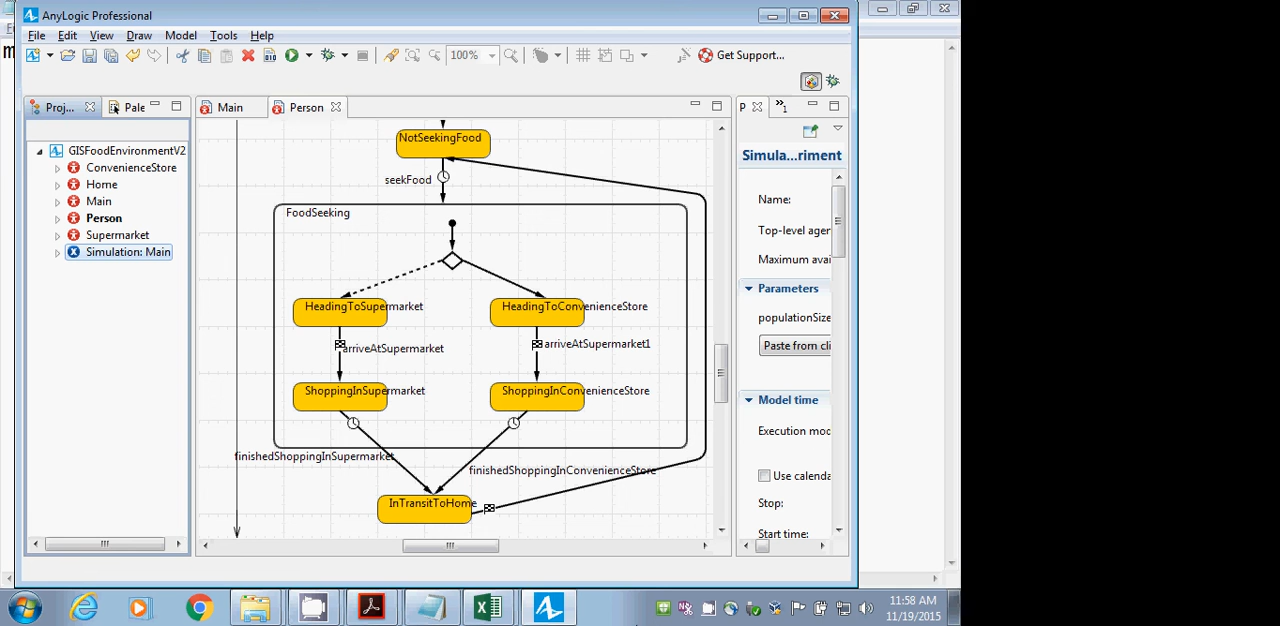 AnyLogic Professional
File Edit View Draw Model Tools Help
100% Get Support...
Proj... Pale Main Person P »1
GISFoodEnvironmentV2
ConvenienceStore
Home
Main
Person
Supermarket
Simulation: Main
NotSeekingFood
seekFood
FoodSeeking
HeadingToSupermarket HeadingToConvenienceStore
arriveAtSupermarket arriveAtSupermarket1
ShoppingInSupermarket ShoppingInConvenienceStore
finishedShoppingInSupermarket finishedShoppingInConvenienceStore
InTransitToHome
Simula...riment
Name:
Top-level agen
Maximum avai
Parameters
populationSize
Paste from cli
Model time
Execution mod
Use calenda
Stop:
Start time:
11:58 AM
11/19/2015